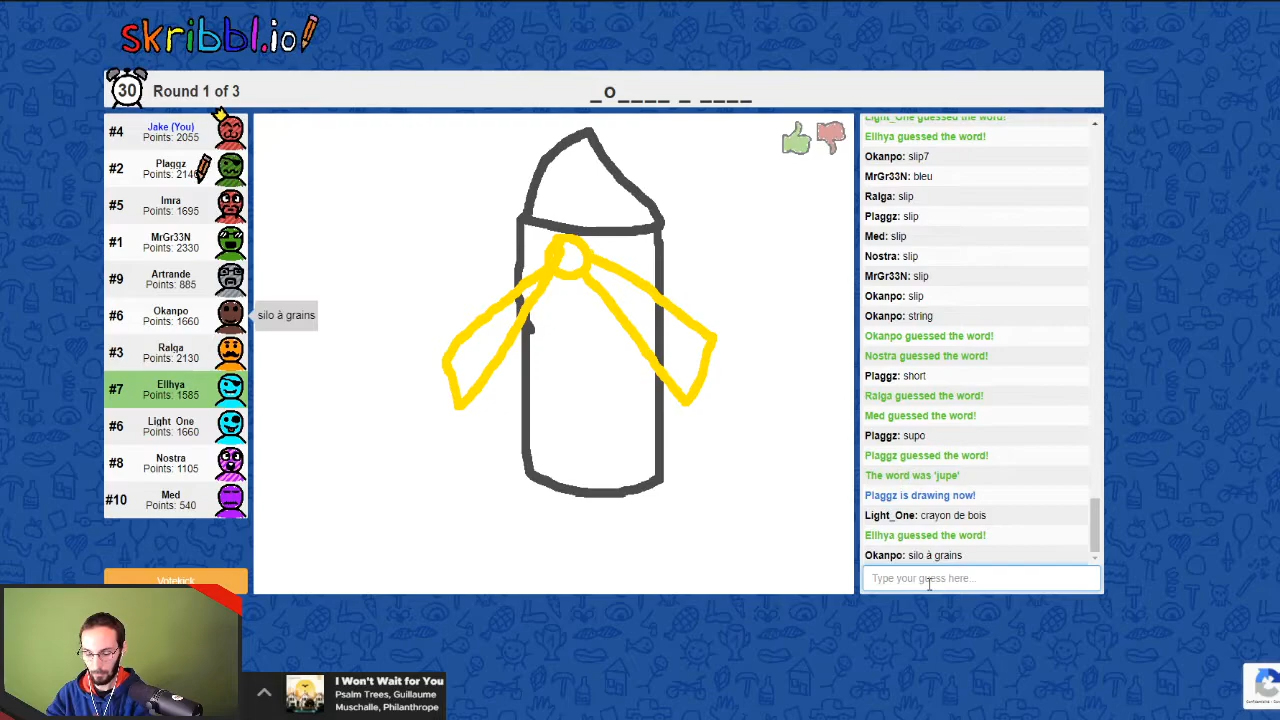 skribbl.io
30
Round 1 of 3
_o____ _ ____
#4 Jake (You)
Points: 2055
#2 Plaggz
#5 Imra
Points: 1695
#1 MrGr33N
Points: 2330
#9 Artrande
Points: 885
#6 Okanpo
Points: 1660
silo à grains
#3
Points: 2130
#7 Ellhya
Points: 1585
#6 Light_One
Points: 1660
#8 Nostra
Points: 1105
#10 Med
Points: 540
Votekick
Light_One guessed the word!
Ellhya guessed the word!
Okanpo: slip7
MrGr33N: bleu
Ralga: slip
Plaggz: slip
Med: slip
Nostra: slip
MrGr33N: slip
Okanpo: slip
Okanpo: string
Okanpo guessed the word!
Nostra guessed the word!
Plaggz: short
Ralga guessed the word!
Med guessed the word!
Plaggz: supo
Plaggz guessed the word!
The word was 'jupe'
Plaggz is drawing now!
Light_One: crayon de bois
Ellhya guessed the word!
Okanpo: silo à grains
Type your guess here...
I Won't Wait for You
Psalm Trees, Guillaume
Muschalle, Philanthrope